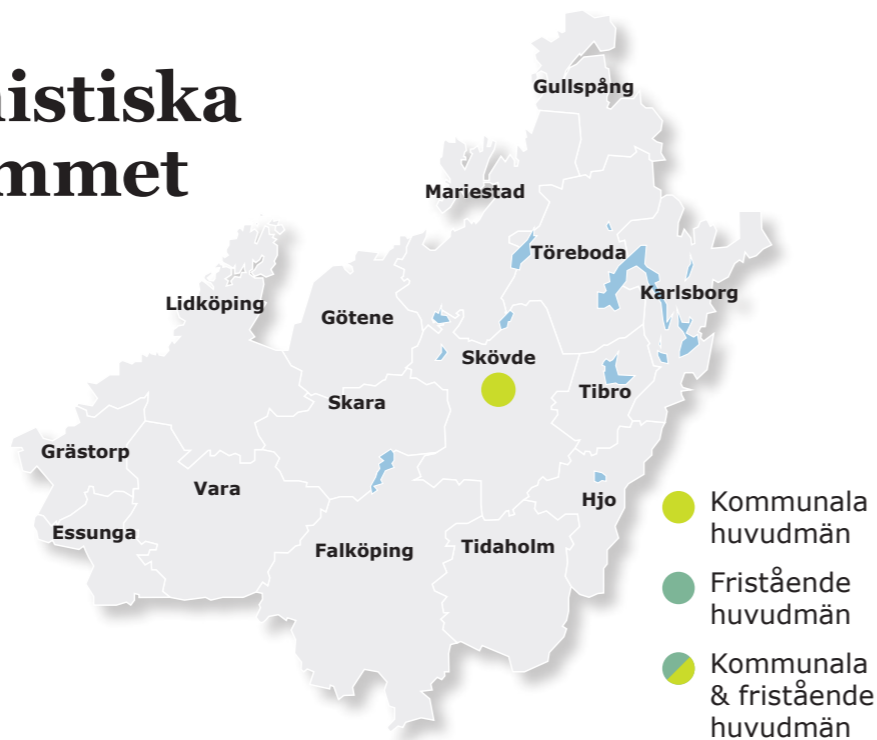 nistiska
mmet
Gullspång
Mariestad
Töreboda
Karlsborg
Lidköping
Götene
Skövde
Tibro
Skara
Grästorp
Vara
Hjo
Essunga
Falköping
Tidaholm
Kommunala
huvudmän
Fristående
huvudmän
Kommunala
& fristående
huvudmän